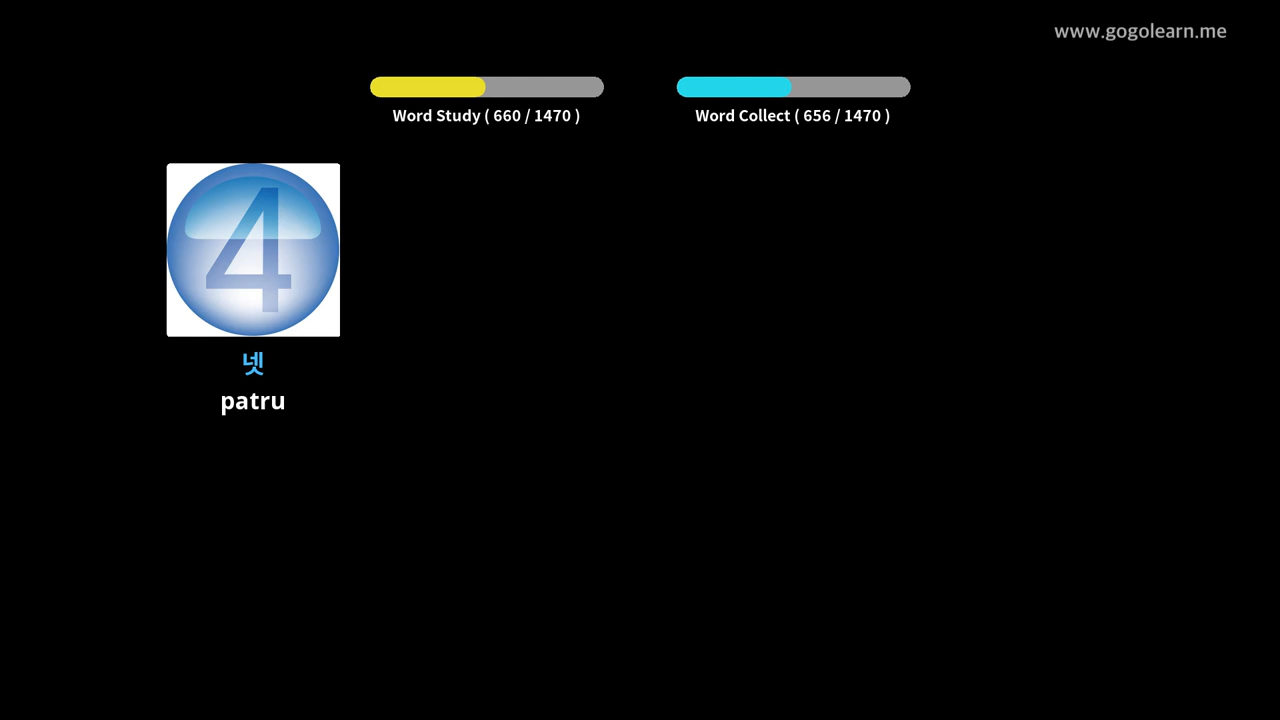 www.gogolearn.me
Word Study ( 660 / 1470 )
Word Collect ( 656 / 1470 )
4
넷
patru